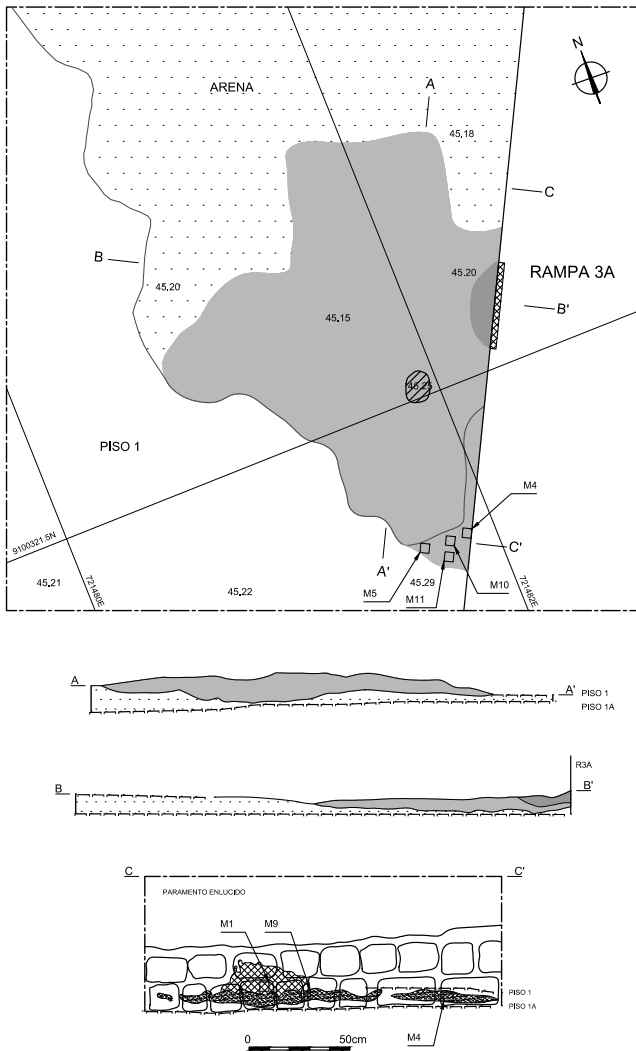 N
ARENA
A
45.18
C
B
45.20
45.20
RAMPA 3A
B'
45.15
45.25
PISO 1
M4
9100321.5N
C'
A'
M10
M5
45.29
M11
45.21
721480E
45.22
721482E
A
A'
PISO 1
PISO 1A
R3A
B
B'
C
C'
PARAMENTO ENLUCIDO
M1
M9
PISO 1
PISO 1A
M4
0
50cm